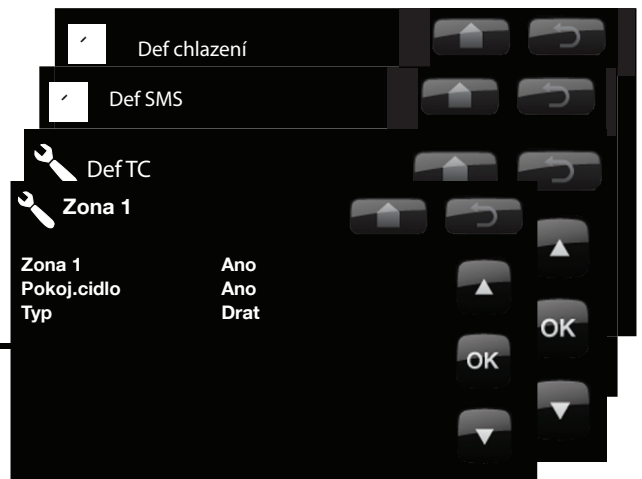 Def chlazení
Def SMS
Def TC
Zona 1
Zona 1 Ano
Pokoj.cidlo Ano
Typ Drat
OK
OK